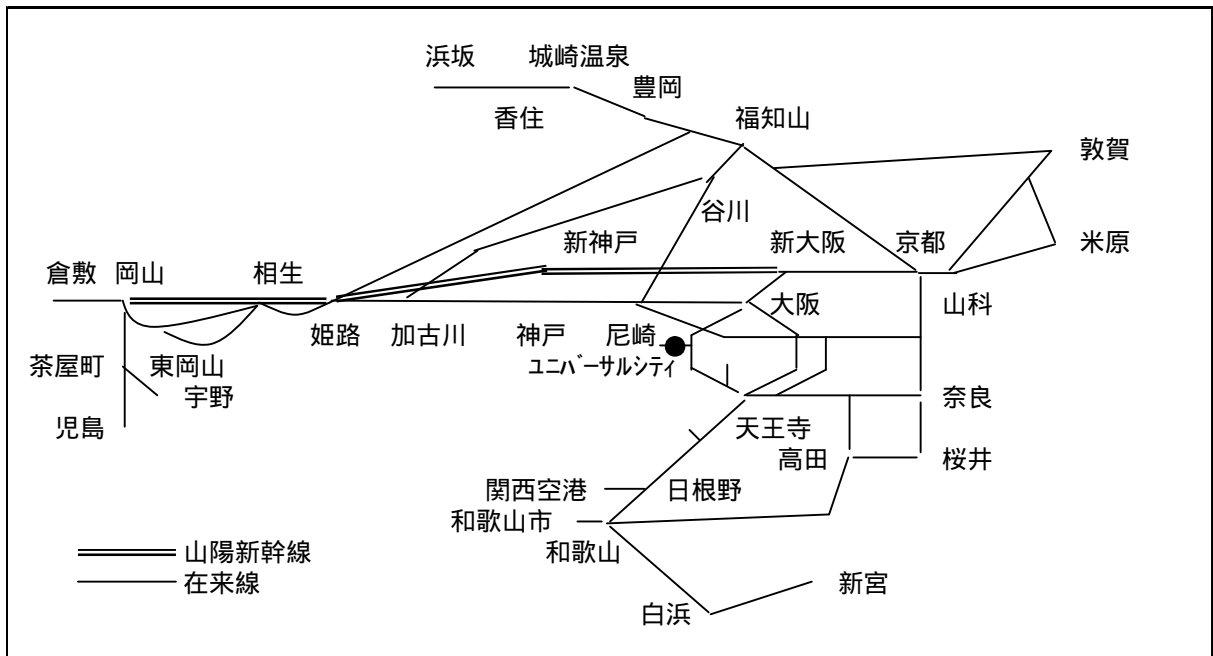 浜坂
城崎温泉
豊岡
香住
福知山
敦賀
谷川
新神戸
新大阪
京都
米原
倉敷
岡山
相生
大阪
山科
姫路
加古川
神戸
尼崎
ﾕﾆﾊﾞｰｻﾙｼﾃｨ
茶屋町
東岡山
宇野
奈良
児島
天王寺
高田
桜井
関西空港
日根野
和歌山市
和歌山
山陽新幹線
在来線
新宮
白浜